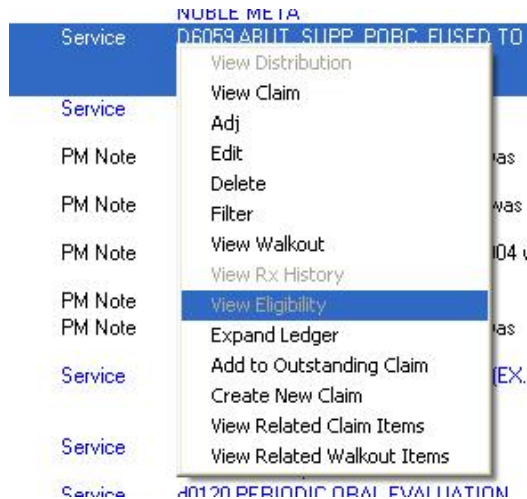 NOBLE META
Service D6059 ABUT. SUPP. PORC. FUSED TO
View Distribution
View Claim
Service
Adj
PM Note Edit was
Delete
PM Note was
Filter
PM Note View Walkout 004
View Rx History
PM Note View Eligibility
PM Note Expand Ledger was
Service Add to Outstanding Claim (EX.
Create New Claim
View Related Claim Items
Service View Related Walkout Items
Service d0120 PERIODIC ORAL EVALUATION